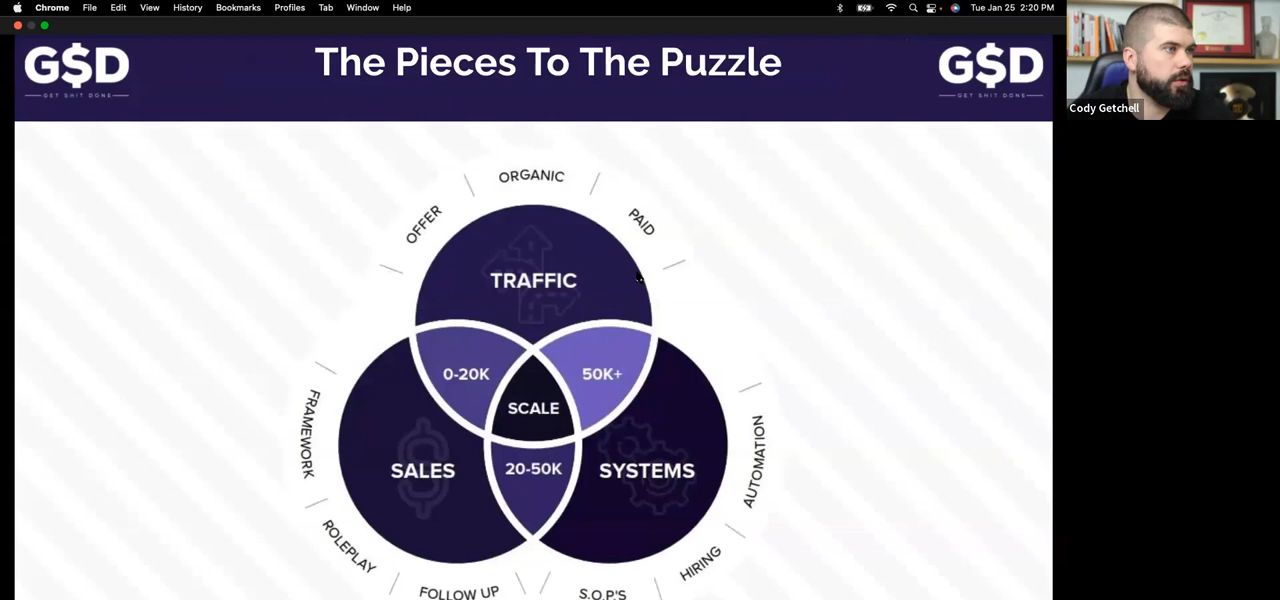 Chrome File Edit View History Bookmarks Profiles Tab Window Help Tue Jan 25 2:20 PM
G$D The Pieces To The Puzzle G$D
GET SHIT DONE GET SHIT DONE
Cody Getchell
ORGANIC
OFFER PAID
TRAFFIC
0-20K 50K+
SCALE
FRAMEWORK AUTOMATION
SALES 20-50K SYSTEMS
ROLEPLAY HIRING
FOLLOW UP S.O.P.'S